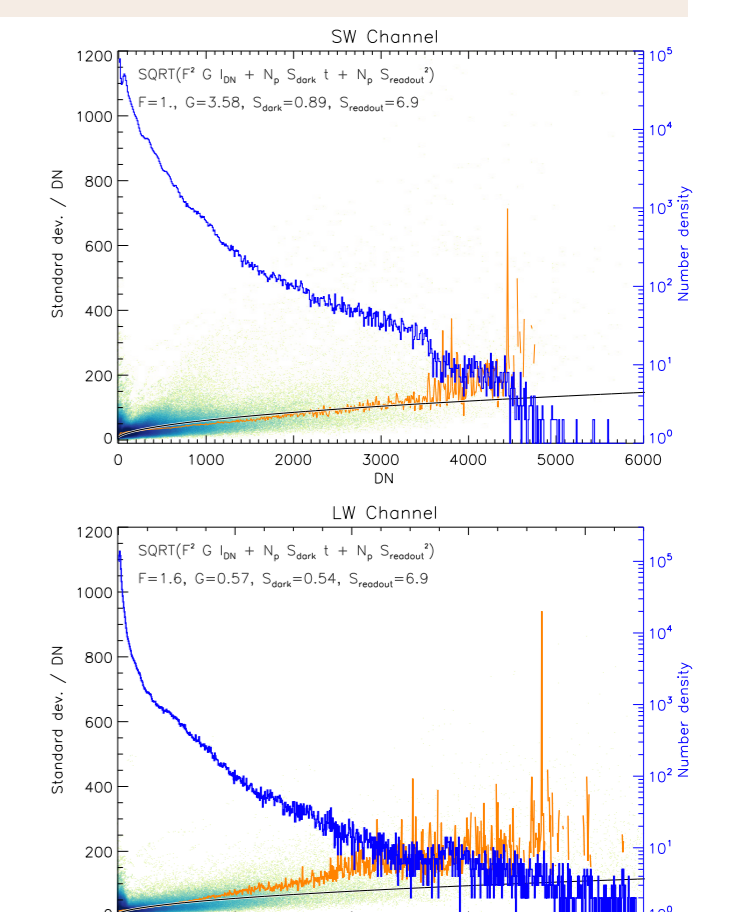 SW Channel
SQRT(F² G I_DN + N_p S_dark t + N_p S_readout²)
F=1., G=3.58, S_dark=0.89, S_readout=6.9
1200
1000
800
600
400
200
0
Standard dev. / DN
10⁵
10⁴
10³
10²
10¹
10⁰
Number density
0 1000 2000 3000 4000 5000 6000
DN
LW Channel
SQRT(F² G I_DN + N_p S_dark t + N_p S_readout²)
F=1.6, G=0.57, S_dark=0.54, S_readout=6.9
1200
1000
800
600
400
200
Standard dev. / DN
10⁵
10⁴
10³
10²
10¹
Number density